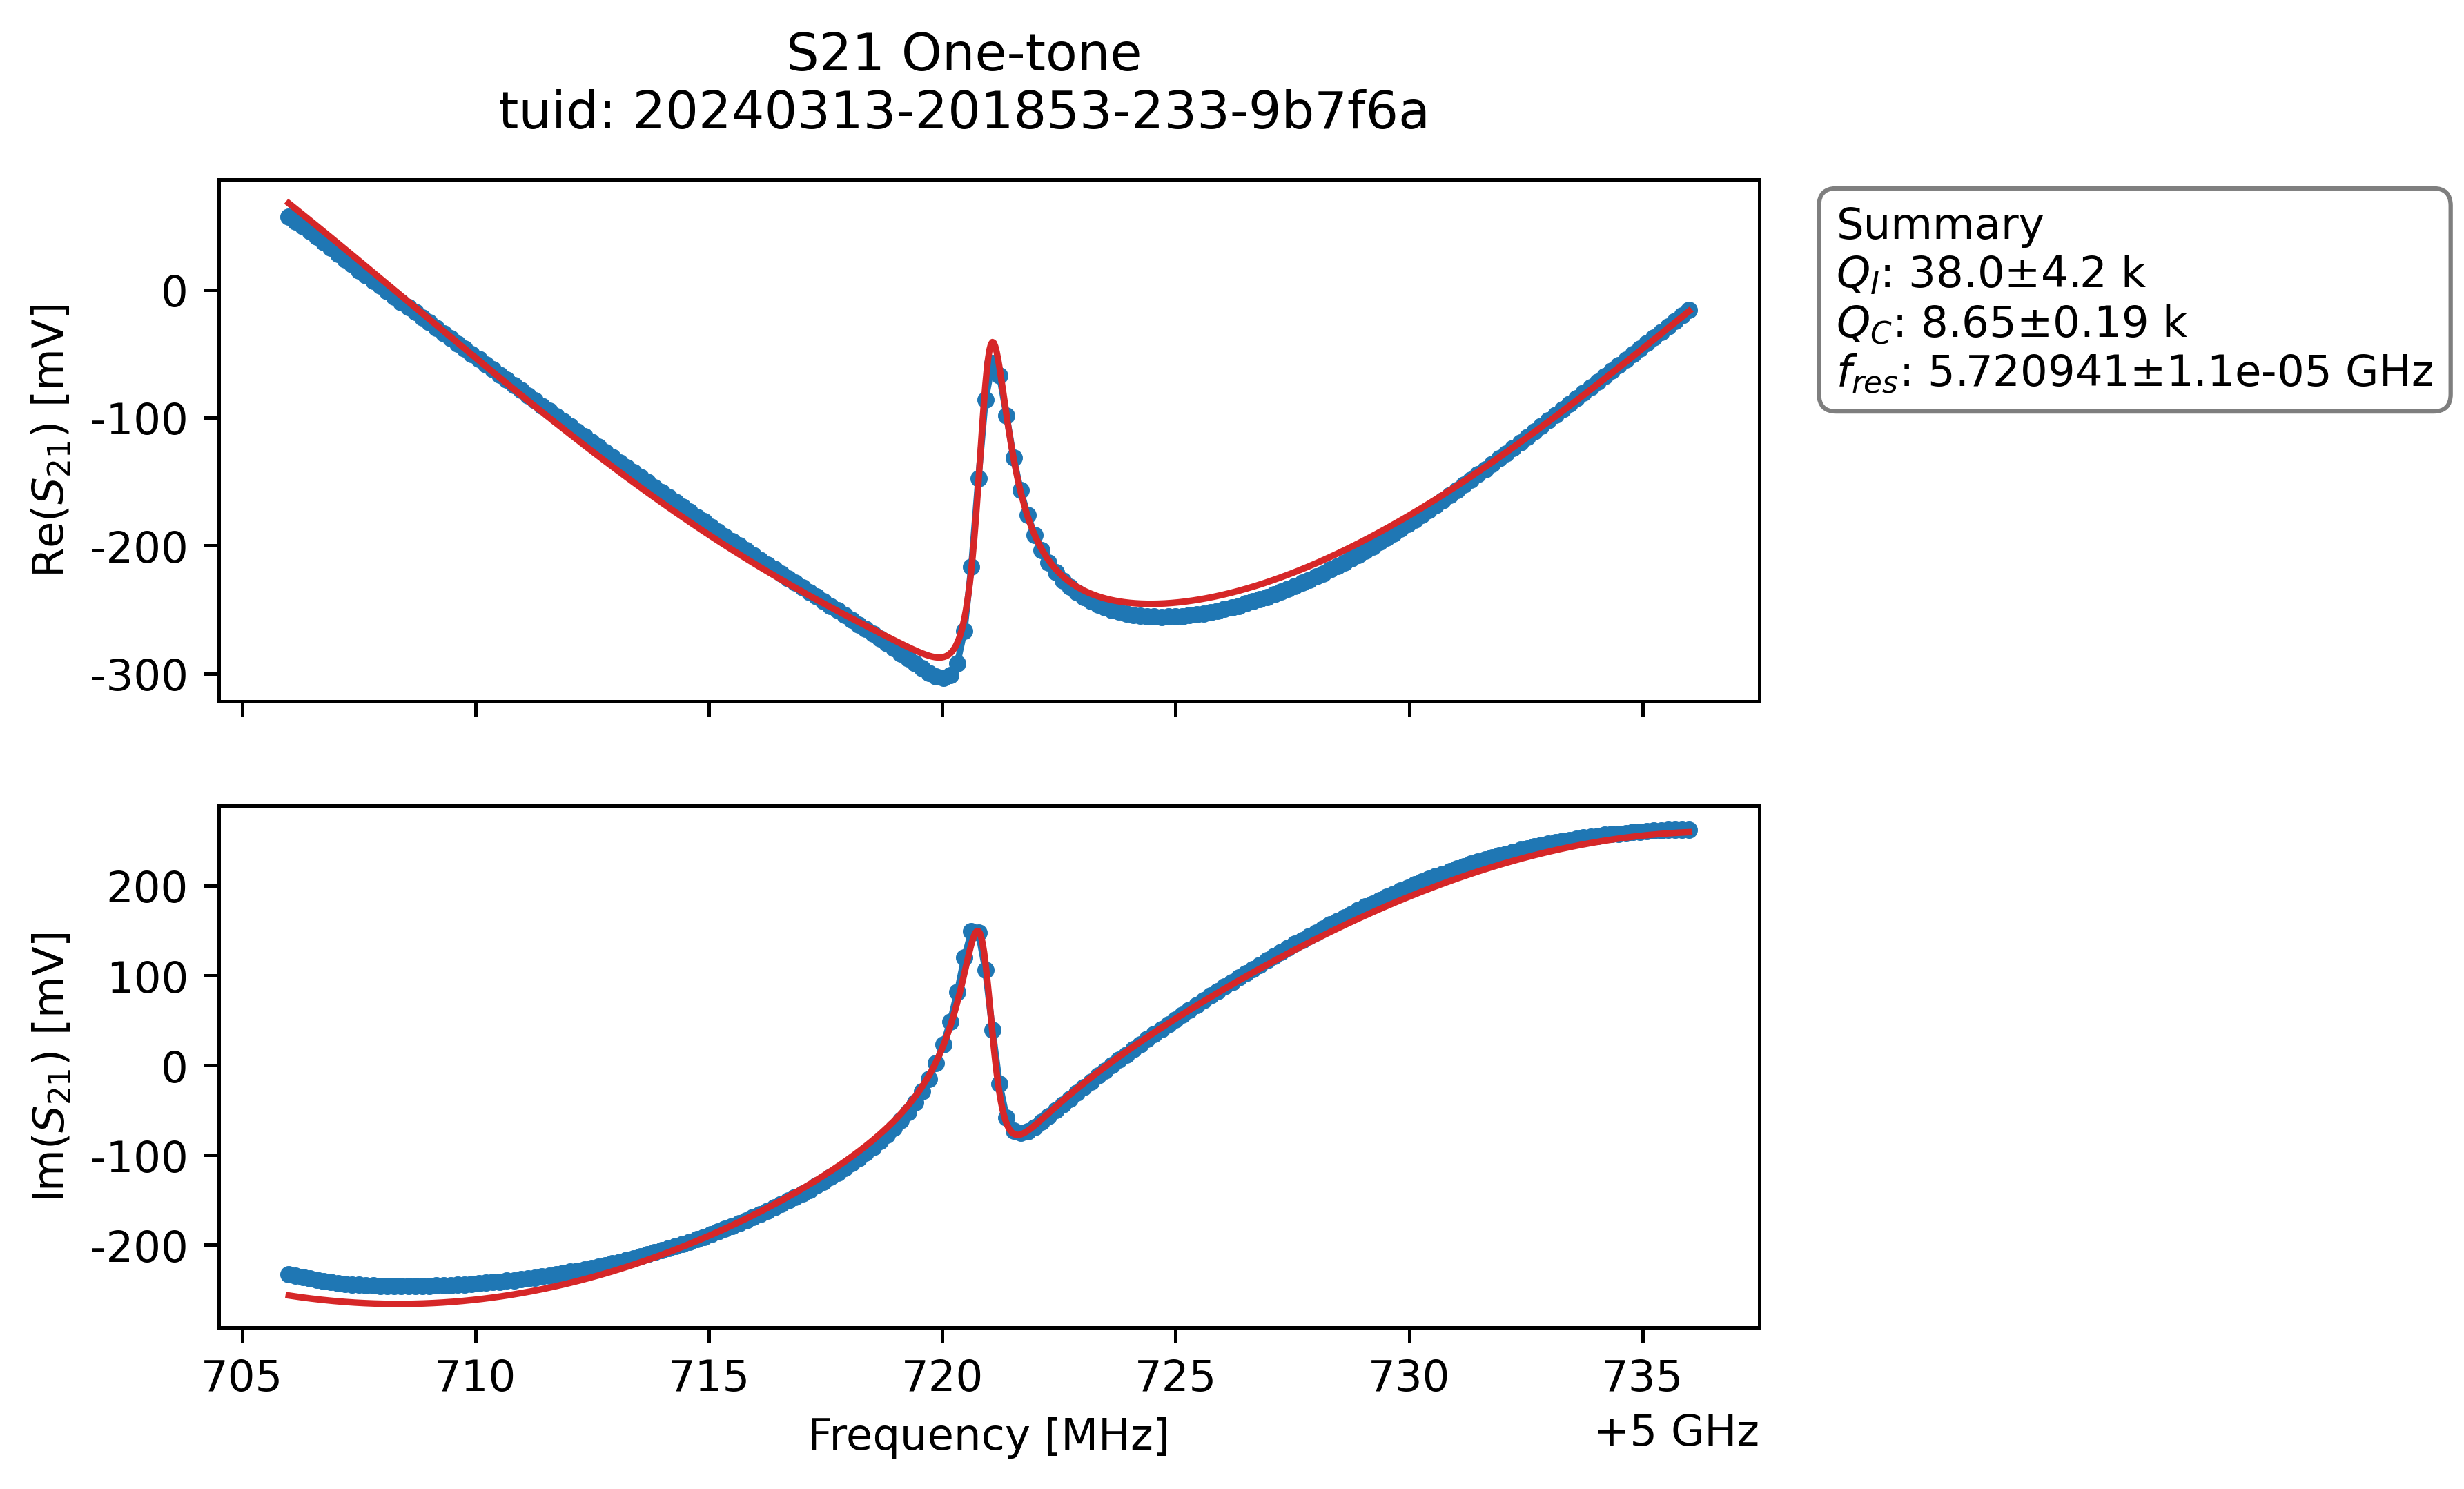 S21 One-tone
tuid: 20240313-201853-233-9b7f6a
Re(S21) [mV]
0
-100
-200
-300
Summary
Ql: 38.0±4.2 k
QC: 8.65±0.19 k
fres: 5.720941±1.1e-05 GHz
Im(S21) [mV]
200
100
0
-100
-200
705 710 715 720 725 730 735
Frequency [MHz]
+5 GHz